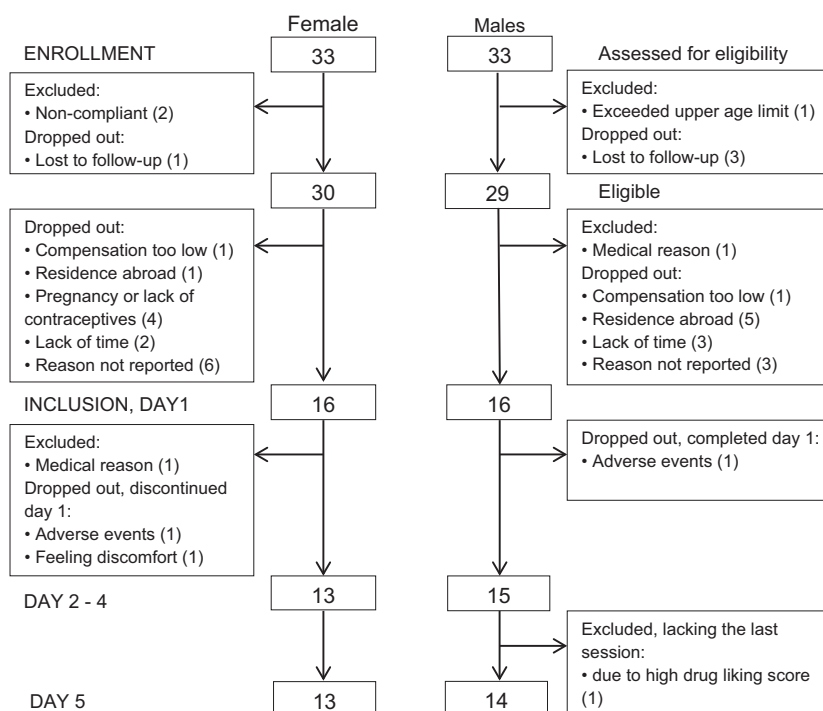 Female
Males
ENROLLMENT
33
33
Assessed for eligibility
Excluded:
• Non-compliant (2)
Dropped out:
• Lost to follow-up (1)
Excluded:
• Exceeded upper age limit (1)
Dropped out:
• Lost to follow-up (3)
30
29
Eligible
Dropped out:
• Compensation too low (1)
• Residence abroad (1)
• Pregnancy or lack of
contraceptives (4)
• Lack of time (2)
• Reason not reported (6)
Excluded:
• Medical reason (1)
Dropped out:
• Compensation too low (1)
• Residence abroad (5)
• Lack of time (3)
• Reason not reported (3)
INCLUSION, DAY1
16
16
Excluded:
• Medical reason (1)
Dropped out, discontinued
day 1:
• Adverse events (1)
• Feeling discomfort (1)
Dropped out, completed day 1:
• Adverse events (1)
DAY 2 - 4
13
15
Excluded, lacking the last
session:
• due to high drug liking score
(1)
DAY 5
13
14